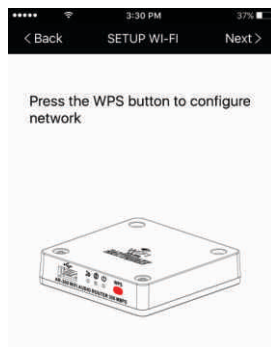 3:30 PM
37%
< Back
SETUP WI-FI
Next >
Press the WPS button to configure
network
WPS